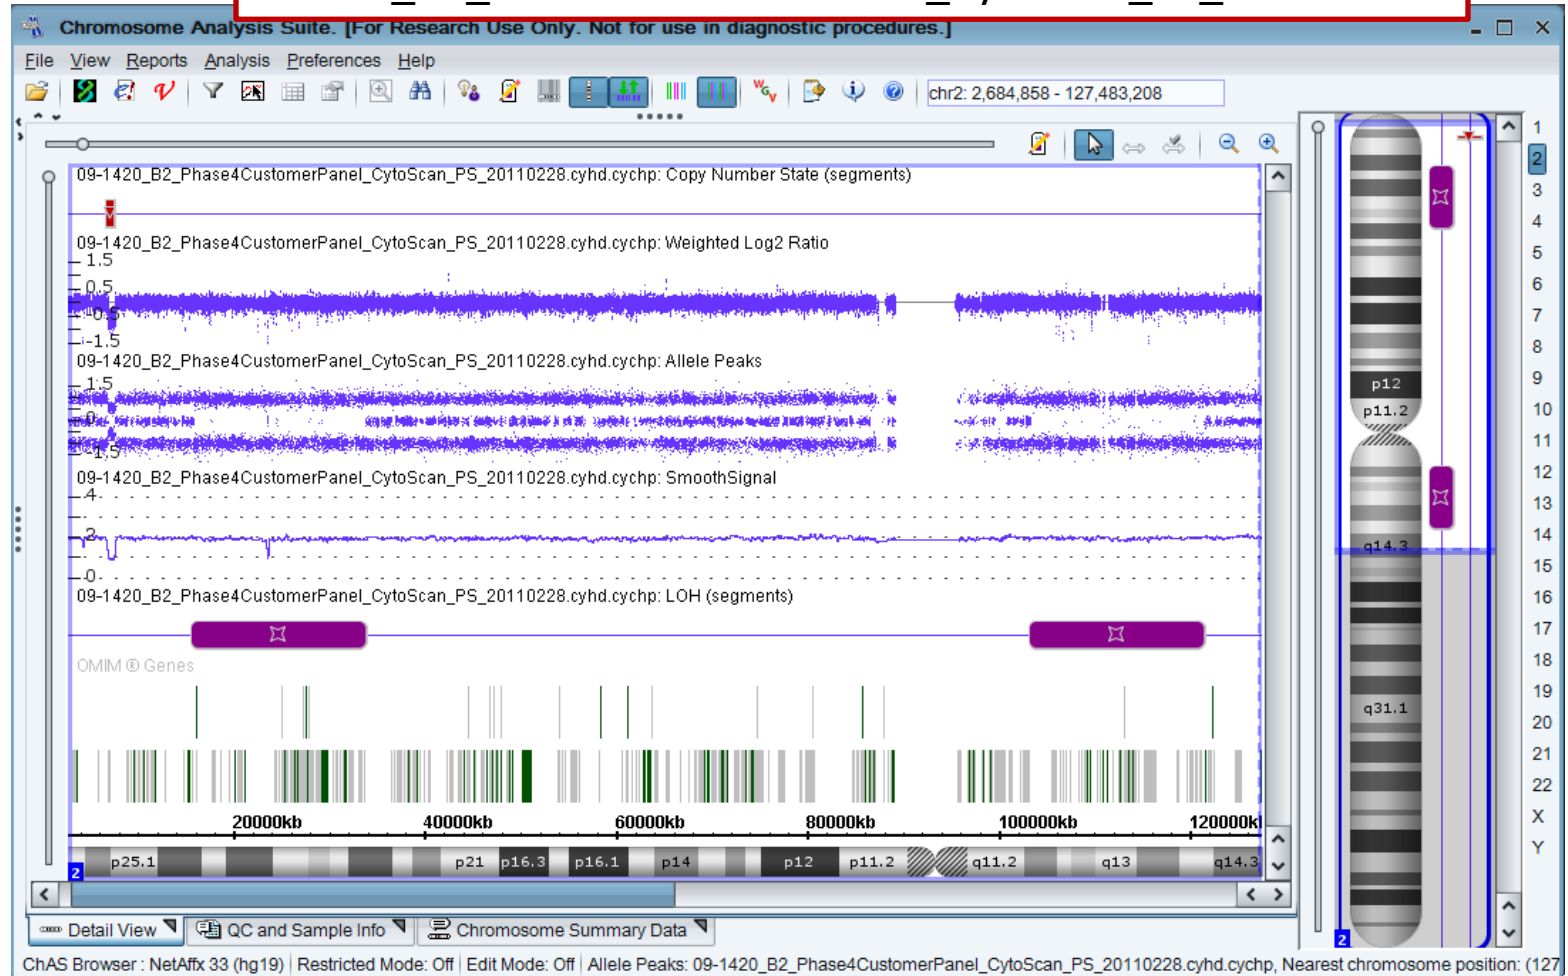 Chromosome Analysis Suite. [For Research Use Only. Not for use in diagnostic procedures.]
File View Reports Analysis Preferences Help
chr2: 2,684,858 - 127,483,208
09-1420_B2_Phase4CustomerPanel_CytoScan_PS_20110228.cyhd.cychp: Copy Number State (segments)
09-1420_B2_Phase4CustomerPanel_CytoScan_PS_20110228.cyhd.cychp: Weighted Log2 Ratio
1.5
0.5
-0.5
-1.5
09-1420_B2_Phase4CustomerPanel_CytoScan_PS_20110228.cyhd.cychp: Allele Peaks
1.5
0
-1.5
09-1420_B2_Phase4CustomerPanel_CytoScan_PS_20110228.cyhd.cychp: SmoothSignal
4
2
0
09-1420_B2_Phase4CustomerPanel_CytoScan_PS_20110228.cyhd.cychp: LOH (segments)
OMIM ® Genes
20000kb 40000kb 60000kb 80000kb 100000kb 120000k
2 p25.1 p21 p16.3 p16.1 p14 p12 p11.2 q11.2 q13 q14.3
p12
p11.2
q14.3
q31.1
2
1
2
3
4
5
6
7
8
9
10
11
12
13
14
15
16
17
18
19
20
21
22
X
Y
Detail View QC and Sample Info Chromosome Summary Data
ChAS Browser : NetAffx 33 (hg19) Restricted Mode: Off Edit Mode: Off Allele Peaks: 09-1420_B2_Phase4CustomerPanel_CytoScan_PS_20110228.cyhd.cychp, Nearest chromosome position: (127